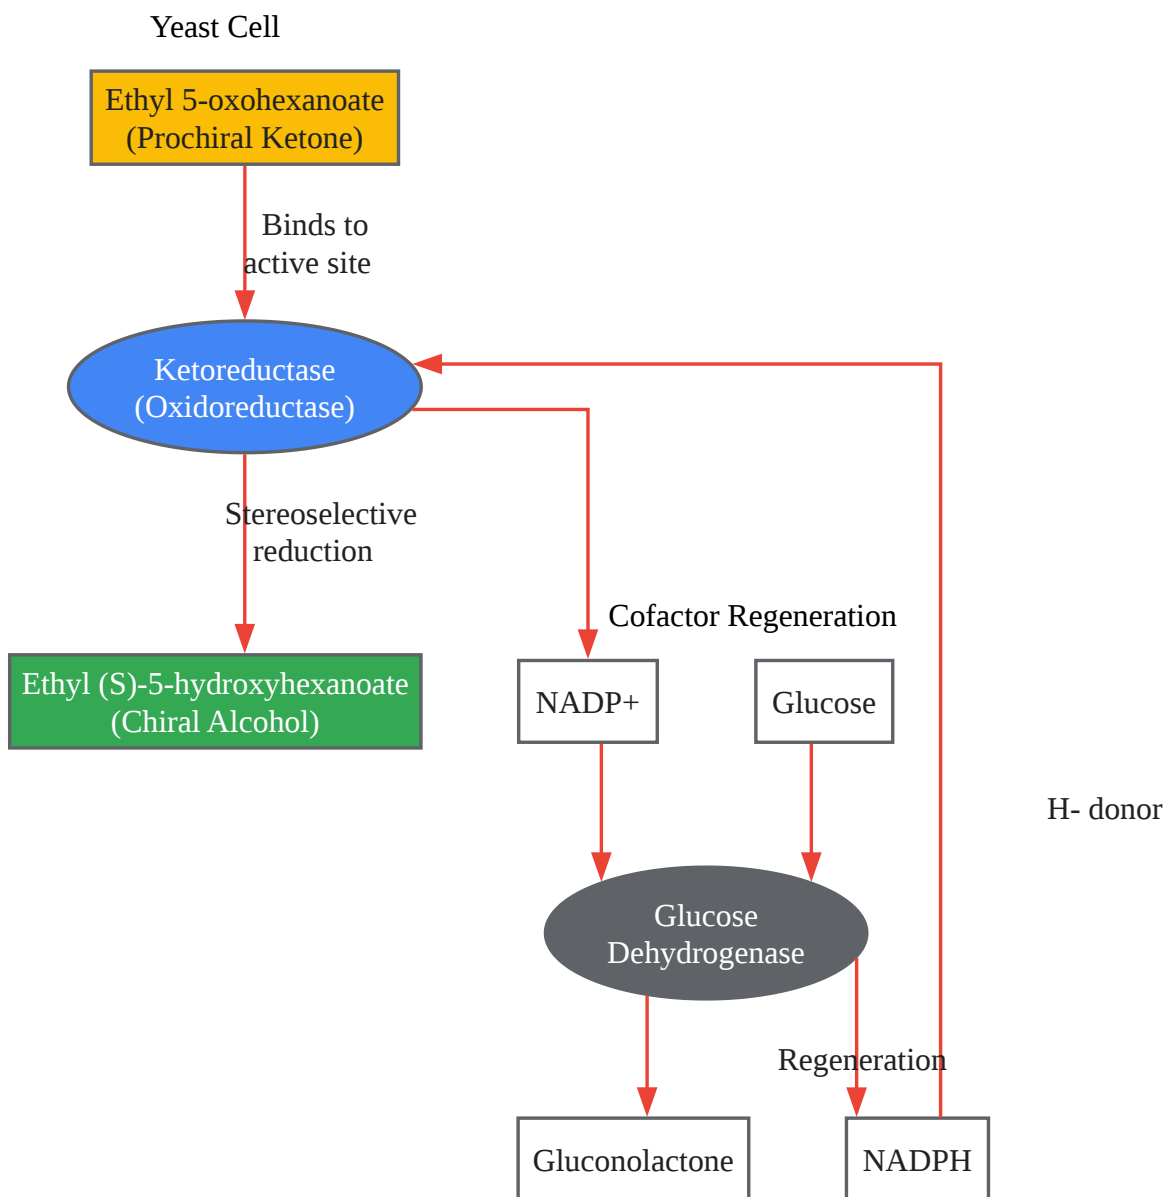 Yeast Cell
Ethyl 5-oxohexanoate
(Prochiral Ketone)
Binds to
active site
Ketoreductase
(Oxidoreductase)
Stereoselective
reduction
Cofactor Regeneration
Ethyl (S)-5-hydroxyhexanoate
(Chiral Alcohol)
NADP+
Glucose
H- donor
Glucose
Dehydrogenase
Regeneration
Gluconolactone
NADPH